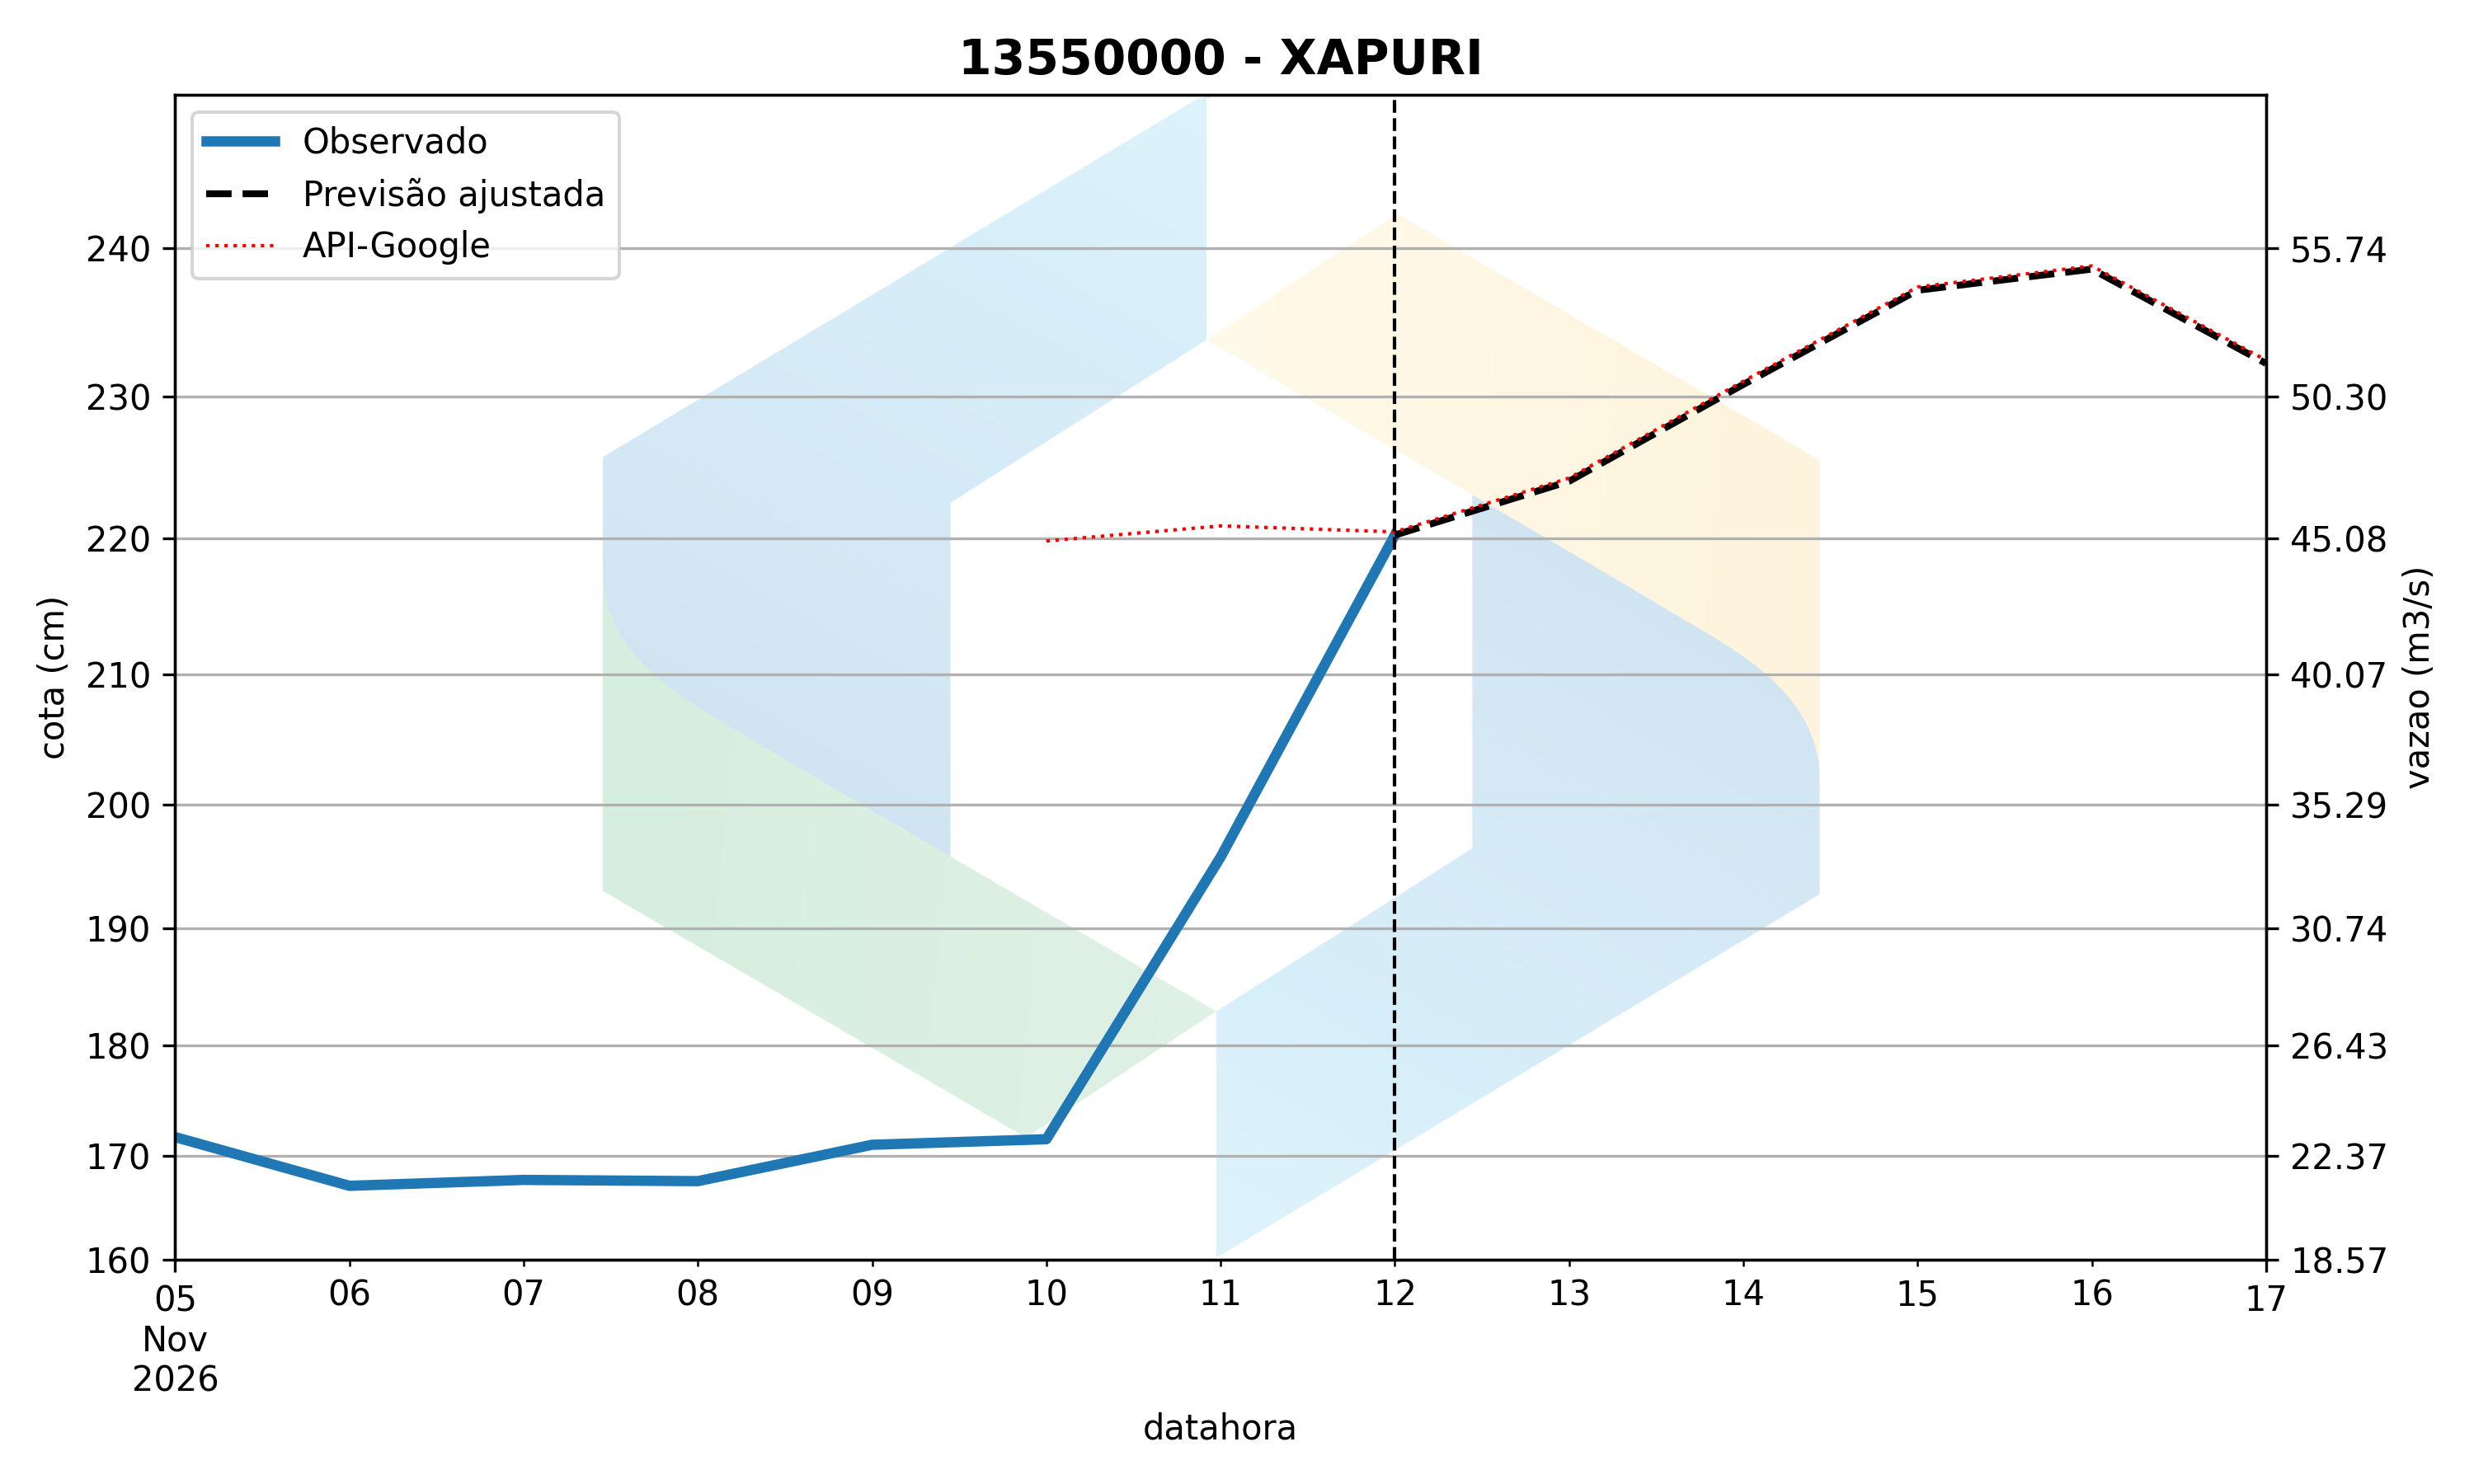 13550000 - XAPURI
Observado
Previsão ajustada
API-Google
cota (cm)
240
230
220
210
200
190
180
170
160
55.74
50.30
45.08
40.07
35.29
30.74
26.43
22.37
18.57
vazao (m3/s)
05 06 07 08 09 10 11 12 13 14 15 16 17
Nov
2026
datahora